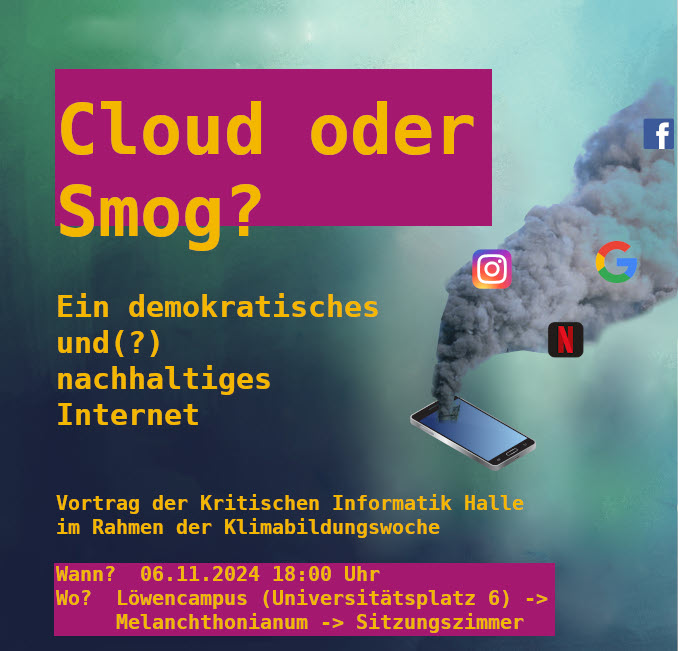 Cloud oder
Smog?
Ein demokratisches
und(?)
nachhaltiges
Internet
Vortrag der Kritischen Informatik Halle
im Rahmen der Klimabildungswoche
Wann?  06.11.2024 18:00 Uhr
Wo?  Löwencampus (Universitätsplatz 6) ->
Melanchthonianum -> Sitzungszimmer